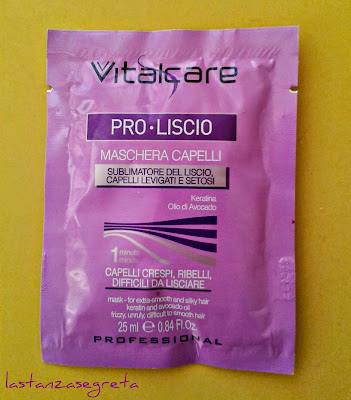 Vitalcare
PRO•LISCIO
MASCHERA CAPELLI
SUBLIMATORE DEL LISCIO,
CAPELLI LEVIGATI E SETOSI
Keratina
Olio di Avocado
1 minuto
minute
CAPELLI CRESPI, RIBELLI,
DIFFICILI DA LISCIARE
mask - for extra-smooth and silky hair
keratin and avocado oil
frizzy, unruly, difficult to smooth hair
25 ml ℮ 0.84 Fl.Oz.
PROFESSIONAL
lastanzasegreta